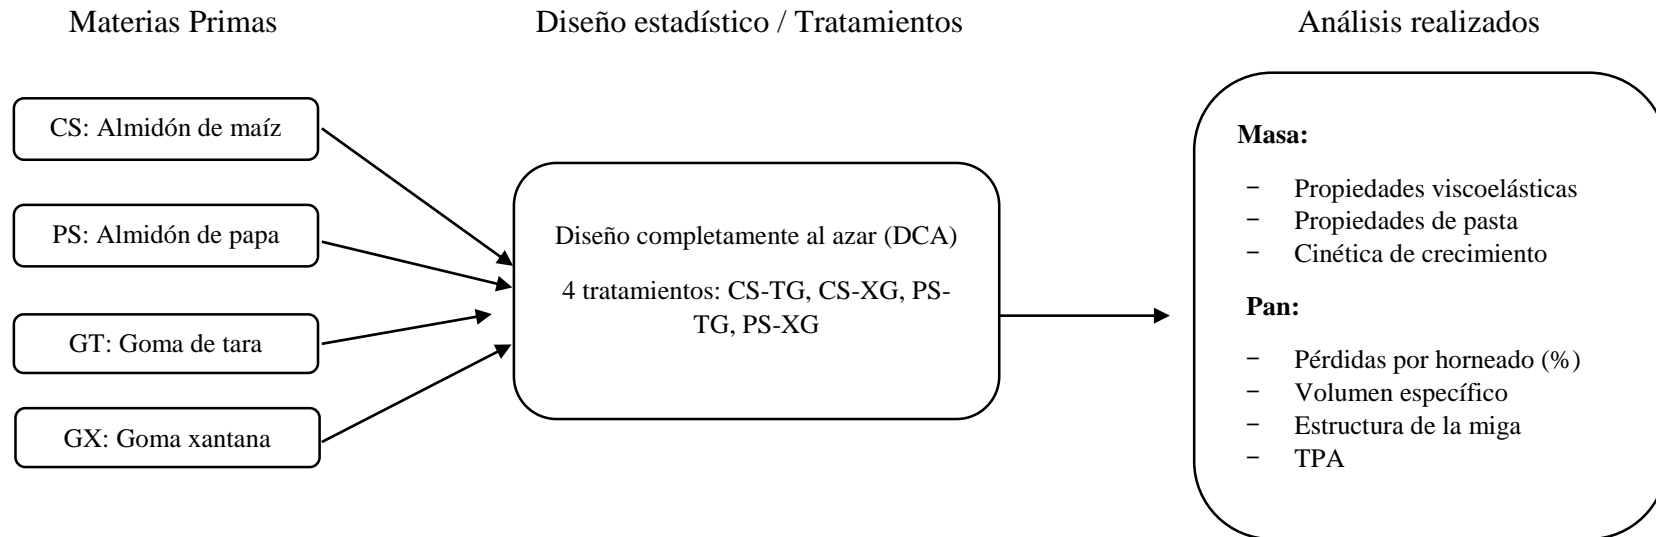 Materias Primas
Diseño estadístico / Tratamientos
Análisis realizados
CS: Almidón de maíz
PS: Almidón de papa
GT: Goma de tara
GX: Goma xantana
Diseño completamente al azar (DCA)
4 tratamientos: CS-TG, CS-XG, PS-
TG, PS-XG
Masa:
- Propiedades viscoelásticas
- Propiedades de pasta
- Cinética de crecimiento
Pan:
- Pérdidas por horneado (%)
- Volumen específico
- Estructura de la miga
- TPA